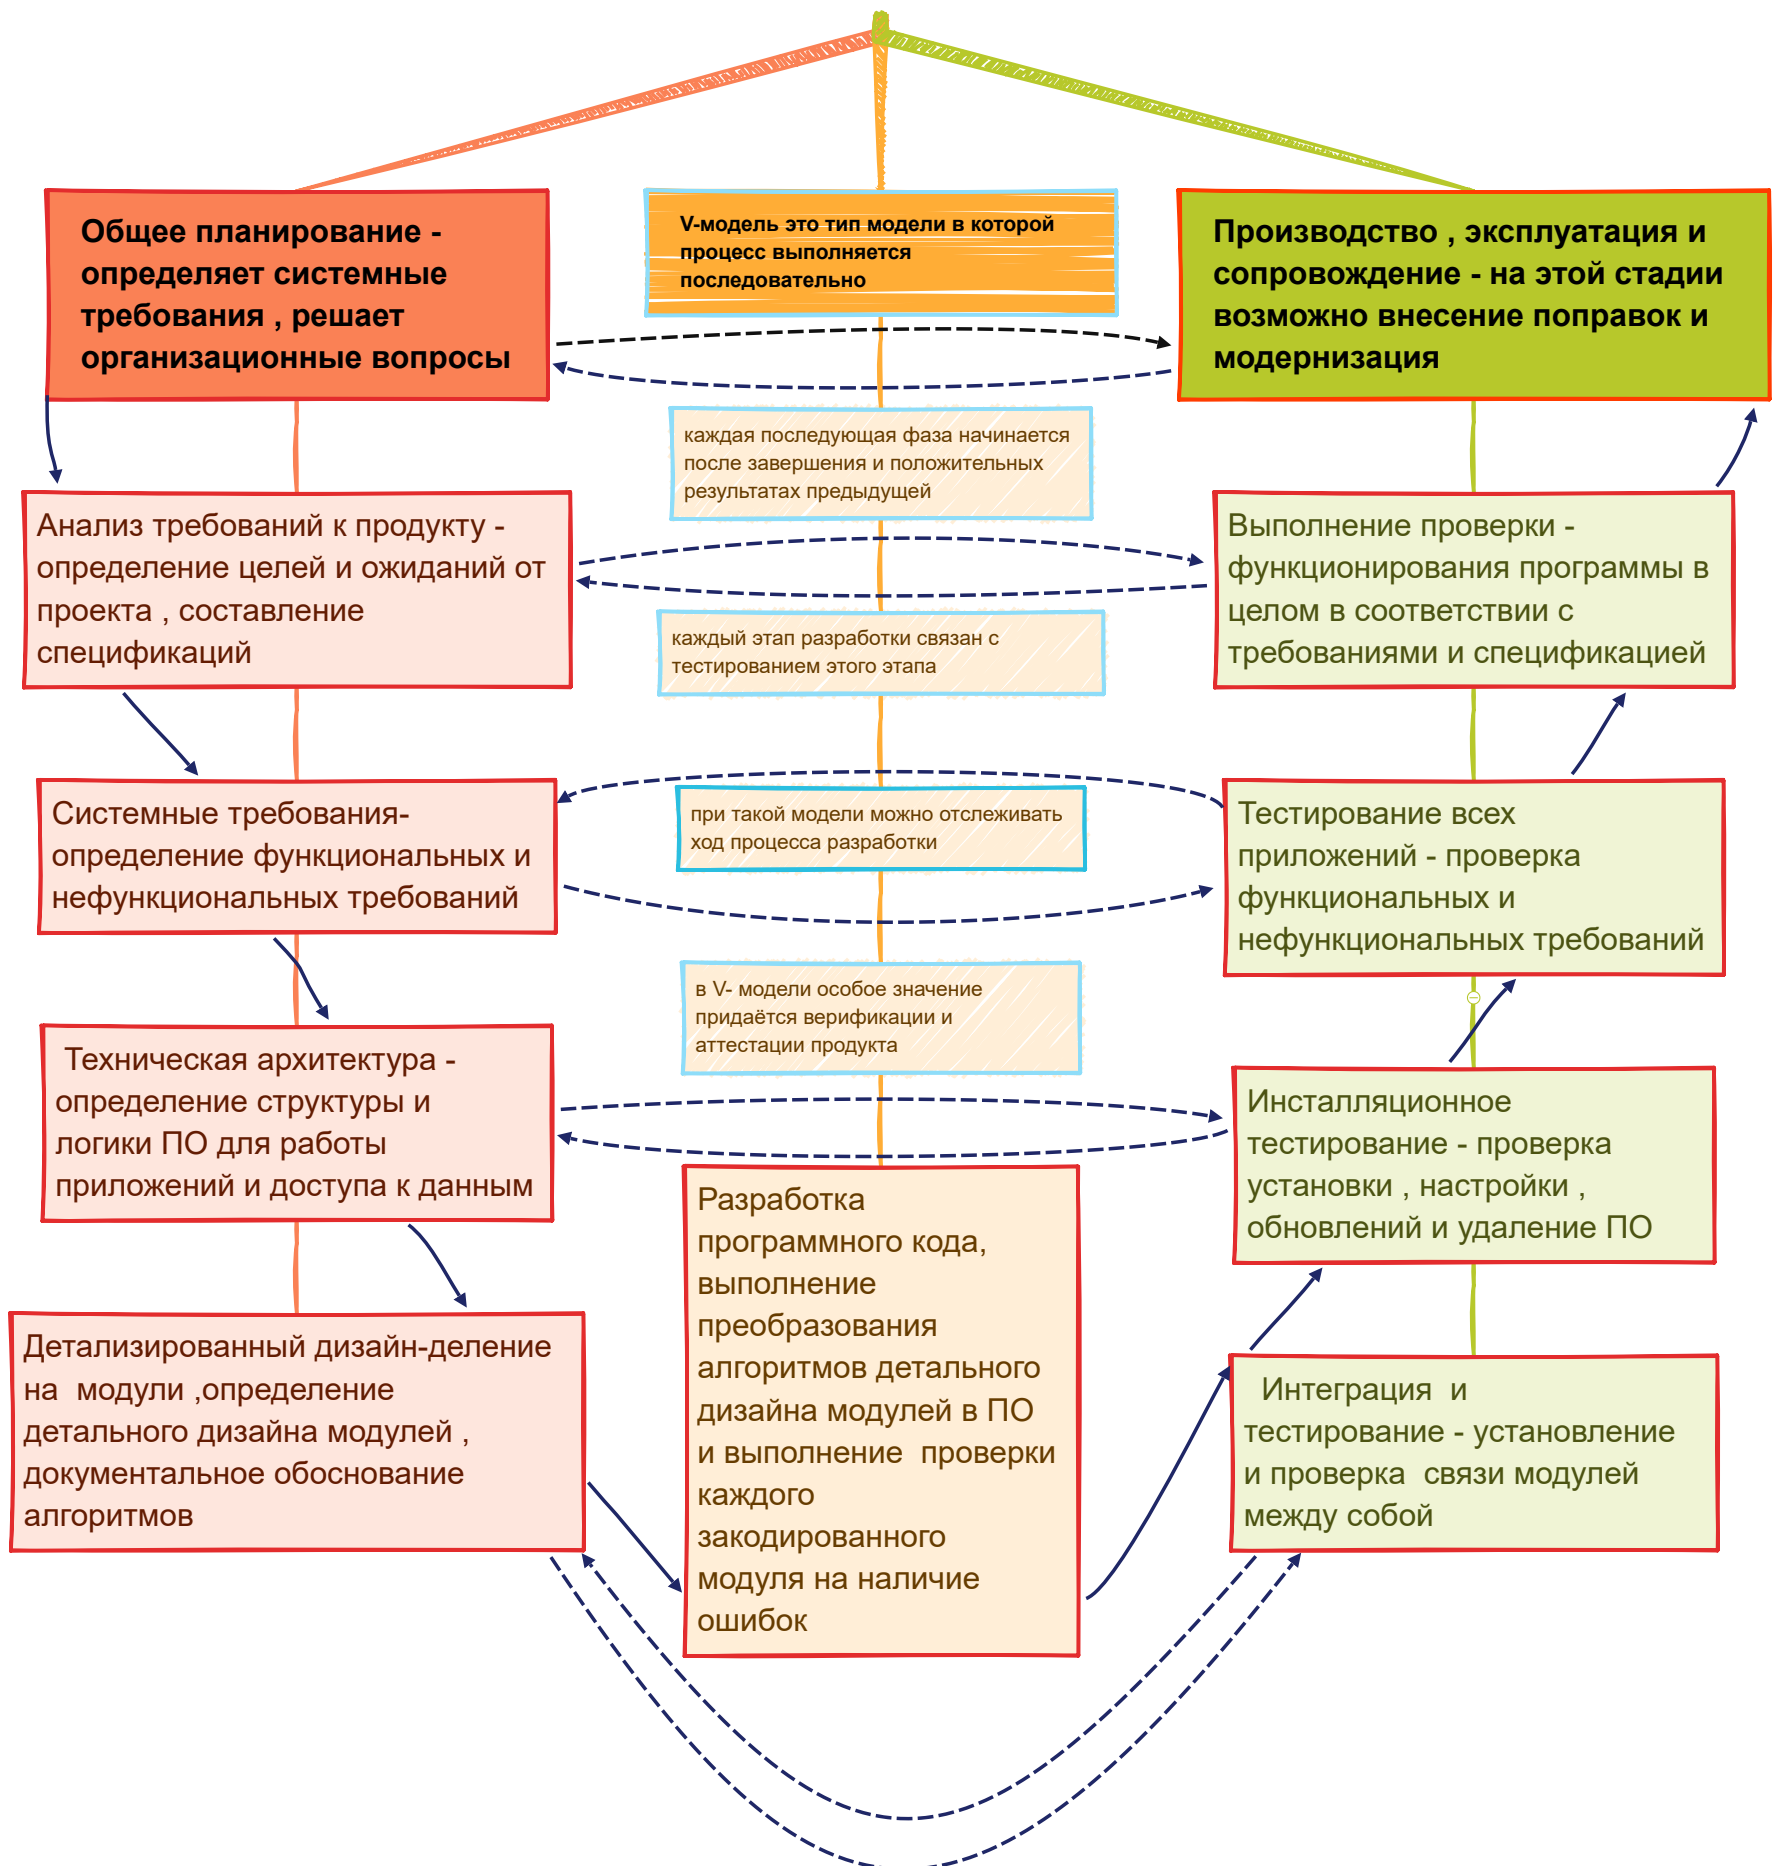 Общее планирование -
определяет системные
требования , решает
организационные вопросы
V-модель это тип модели в которой
процесс выполняется
последовательно
Производство , эксплуатация и
сопровождение - на этой стадии
возможно внесение поправок и
модернизация
каждая последующая фаза начинается
после завершения и положительных
результатах предыдущей
Анализ требований к продукту -
определение целей и ожиданий от
проекта , составление
спецификаций
Выполнение проверки -
функционирования программы в
целом в соответствии с
требованиями и спецификацией
каждый этап разработки связан с
тестированием этого этапа
Системные требования-
определение функциональных и
нефункциональных требований
при такой модели можно отслеживать
ход процесса разработки
Тестирование всех
приложений - проверка
функциональных и
нефункциональных требований
в V- модели особое значение
придаётся верификации и
аттестации продукта
Техническая архитектура -
определение структуры и
логики ПО для работы
приложений и доступа к данным
Инсталляционное
тестирование - проверка
установки , настройки ,
обновлений и удаление ПО
Разработка
программного кода,
выполнение
преобразования
алгоритмов детального
дизайна модулей в ПО
и выполнение  проверки
каждого
закодированного
модуля на наличие
ошибок
Детализированный дизайн-деление
на  модули ,определение
детального дизайна модулей ,
документальное обоснование
алгоритмов
Интеграция  и
тестирование - установление
и проверка  связи модулей
между собой